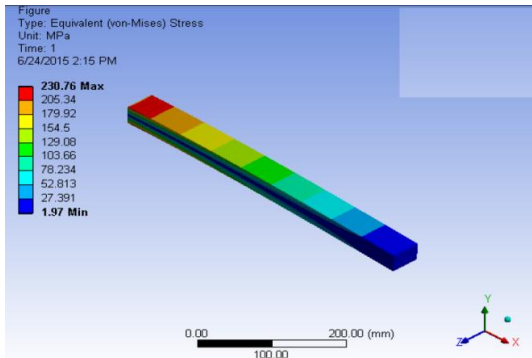 Figure
Type: Equivalent (von-Mises) Stress
Unit: MPa
Time: 1
6/24/2015 2:15 PM
230.76 Max
205.34
179.92
154.5
129.08
103.66
78.234
52.813
27.391
1.97 Min
0.00
200.00 (mm)
100.00
Y
Z
X